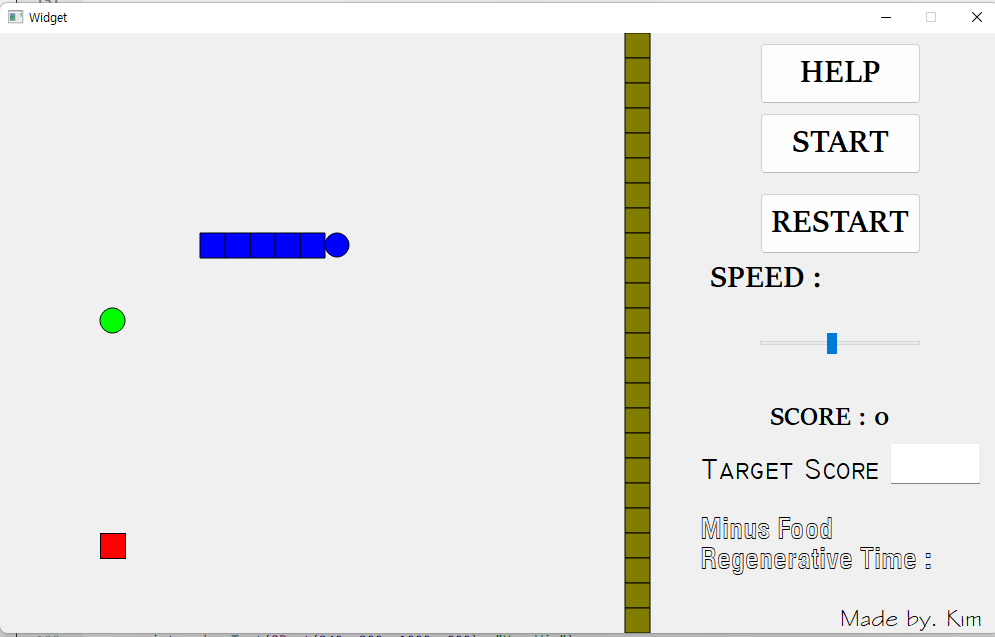 Widget
HELP
START
RESTART
SPEED :
SCORE : 0
Target Score
Minus Food
Regenerative Time :
Made by. Kim